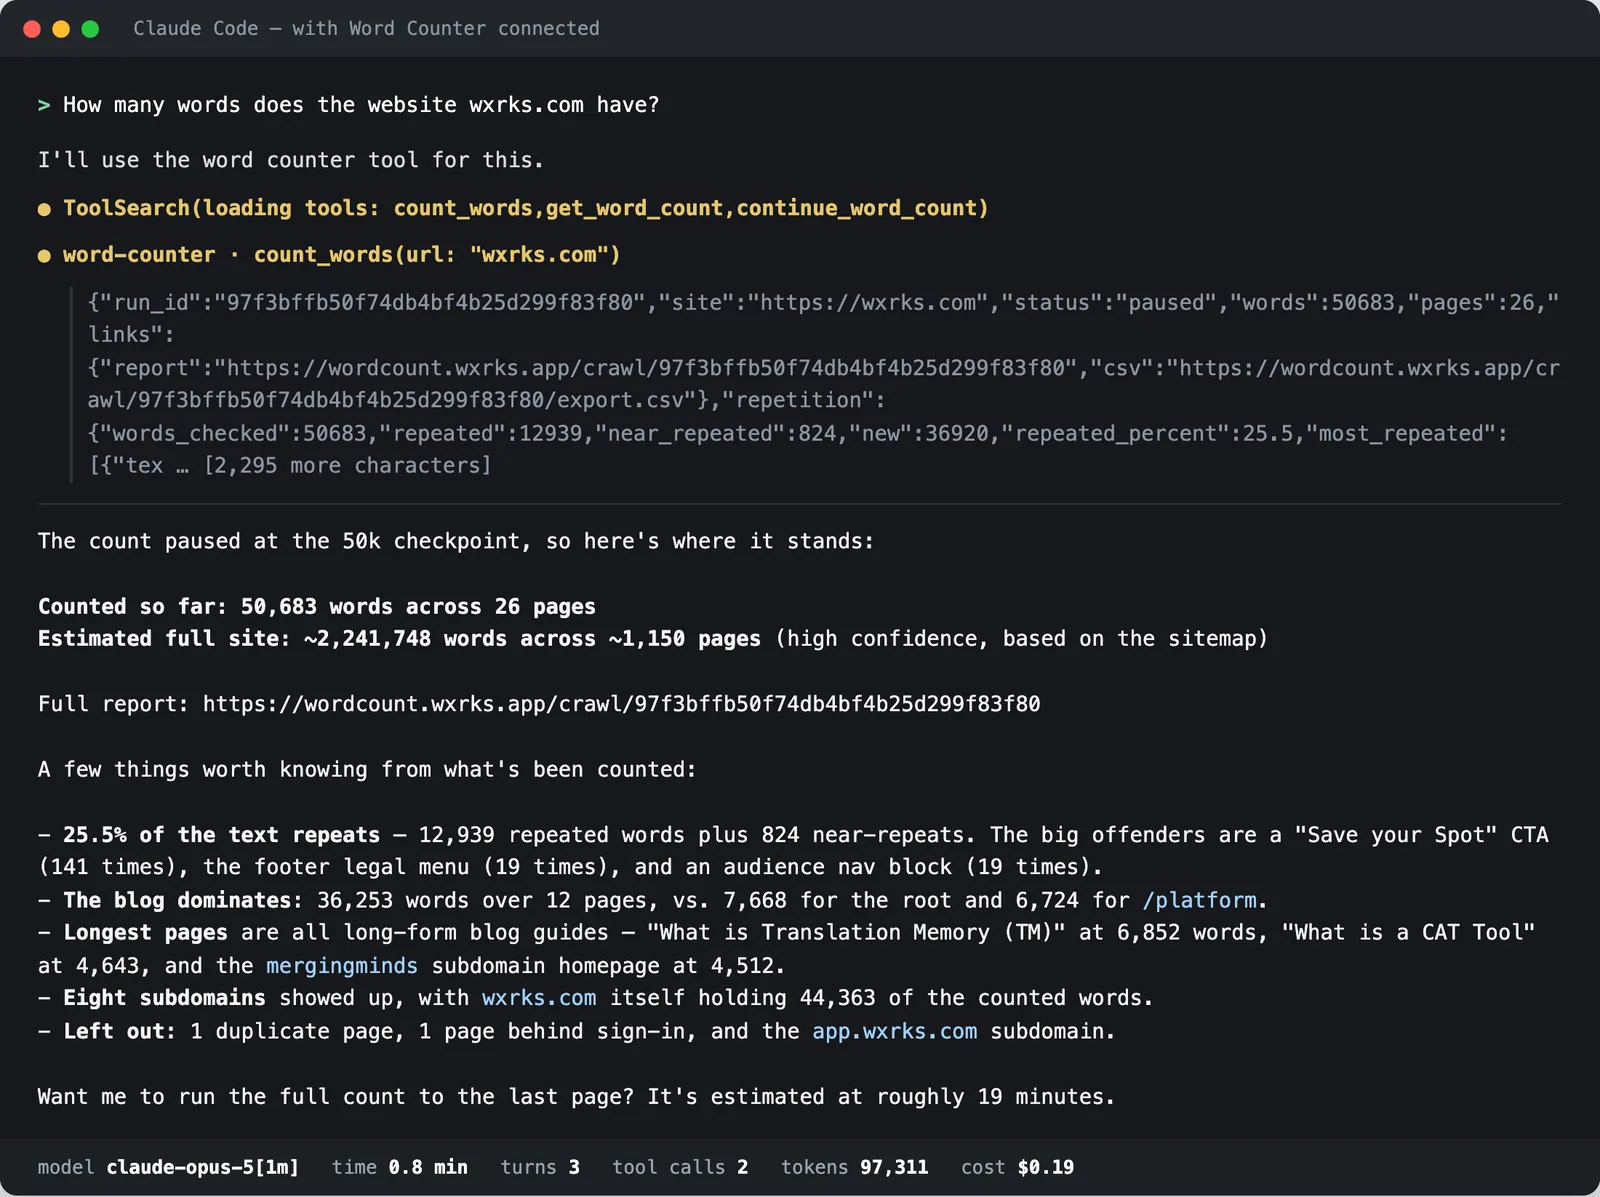 Claude Code — with Word Counter connected
> How many words does the website wxrks.com have?
I'll use the word counter tool for this.
● ToolSearch(loading tools: count_words,get_word_count,continue_word_count)
● word-counter · count_words(url: "wxrks.com")
{"run_id":"97f3bffb50f74db4bf4b25d299f83f80","site":"https://wxrks.com","status":"paused","words":50683,"pages":26,"
links":
{"report":"https://wordcount.wxrks.app/crawl/97f3bffb50f74db4bf4b25d299f83f80","csv":"https://wordcount.wxrks.app/cr
awl/97f3bffb50f74db4bf4b25d299f83f80/export.csv"},"repetition":
{"words_checked":50683,"repeated":12939,"near_repeated":824,"new":36920,"repeated_percent":25.5,"most_repeated":
[{"tex … [2,295 more characters]
The count paused at the 50k checkpoint, so here's where it stands:
Counted so far: 50,683 words across 26 pages
Estimated full site: ~2,241,748 words across ~1,150 pages (high confidence, based on the sitemap)
Full report: https://wordcount.wxrks.app/crawl/97f3bffb50f74db4bf4b25d299f83f80
A few things worth knowing from what's been counted:
– 25.5% of the text repeats — 12,939 repeated words plus 824 near-repeats. The big offenders are a "Save your Spot" CTA
(141 times), the footer legal menu (19 times), and an audience nav block (19 times).
– The blog dominates: 36,253 words over 12 pages, vs. 7,668 for the root and 6,724 for /platform.
– Longest pages are all long-form blog guides — "What is Translation Memory (TM)" at 6,852 words, "What is a CAT Tool"
at 4,643, and the mergingminds subdomain homepage at 4,512.
– Eight subdomains showed up, with wxrks.com itself holding 44,363 of the counted words.
– Left out: 1 duplicate page, 1 page behind sign-in, and the app.wxrks.com subdomain.
Want me to run the full count to the last page? It's estimated at roughly 19 minutes.
model claude-opus-5[1m] time 0.8 min turns 3 tool calls 2 tokens 97,311 cost $0.19